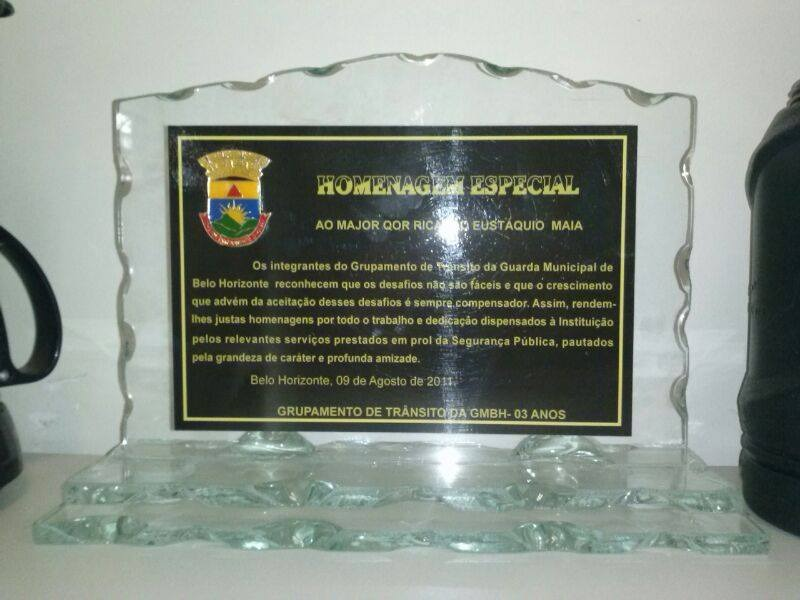 HOMENAGEM ESPECIAL
AO MAJOR QOR RICARDO EUSTÁQUIO MAIA
Os integrantes do Grupamento de Trânsito da Guarda Municipal de
Belo Horizonte reconhecem que os desafios não são fáceis e que o crescimento
que advém da aceitação desses desafios é sempre compensador. Assim, rendem-
lhes justas homenagens por todo o trabalho e dedicação dispensados à Instituição
pelos relevantes serviços prestados em prol da Segurança Pública, pautados
pela grandeza de caráter e profunda amizade.
Belo Horizonte, 09 de Agosto de 2011.
GRUPAMENTO DE TRÂNSITO DA GMBH- 03 ANOS